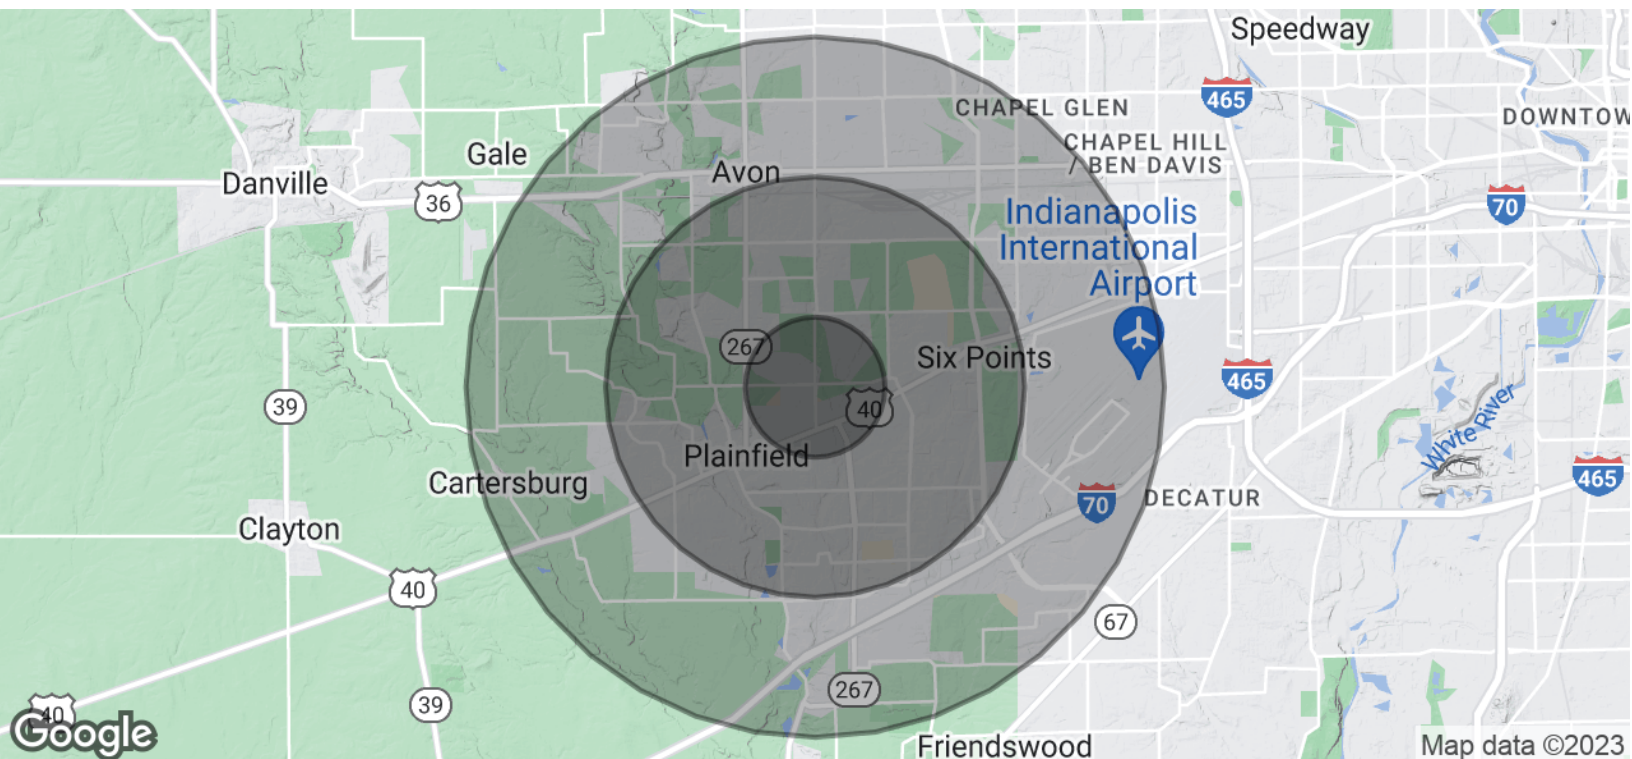 Speedway
465
CHAPEL GLEN
DOWNTOW
CHAPEL HILL
/ BEN DAVIS
Gale
Avon
Danville
36
70
Indianapolis
International
Airport
267
Six Points
465
39
40
White River
Plainfield
Cartersburg
465
70
DECATUR
Clayton
40
67
267
39
40
Google
Friendswood
Map data ©2023